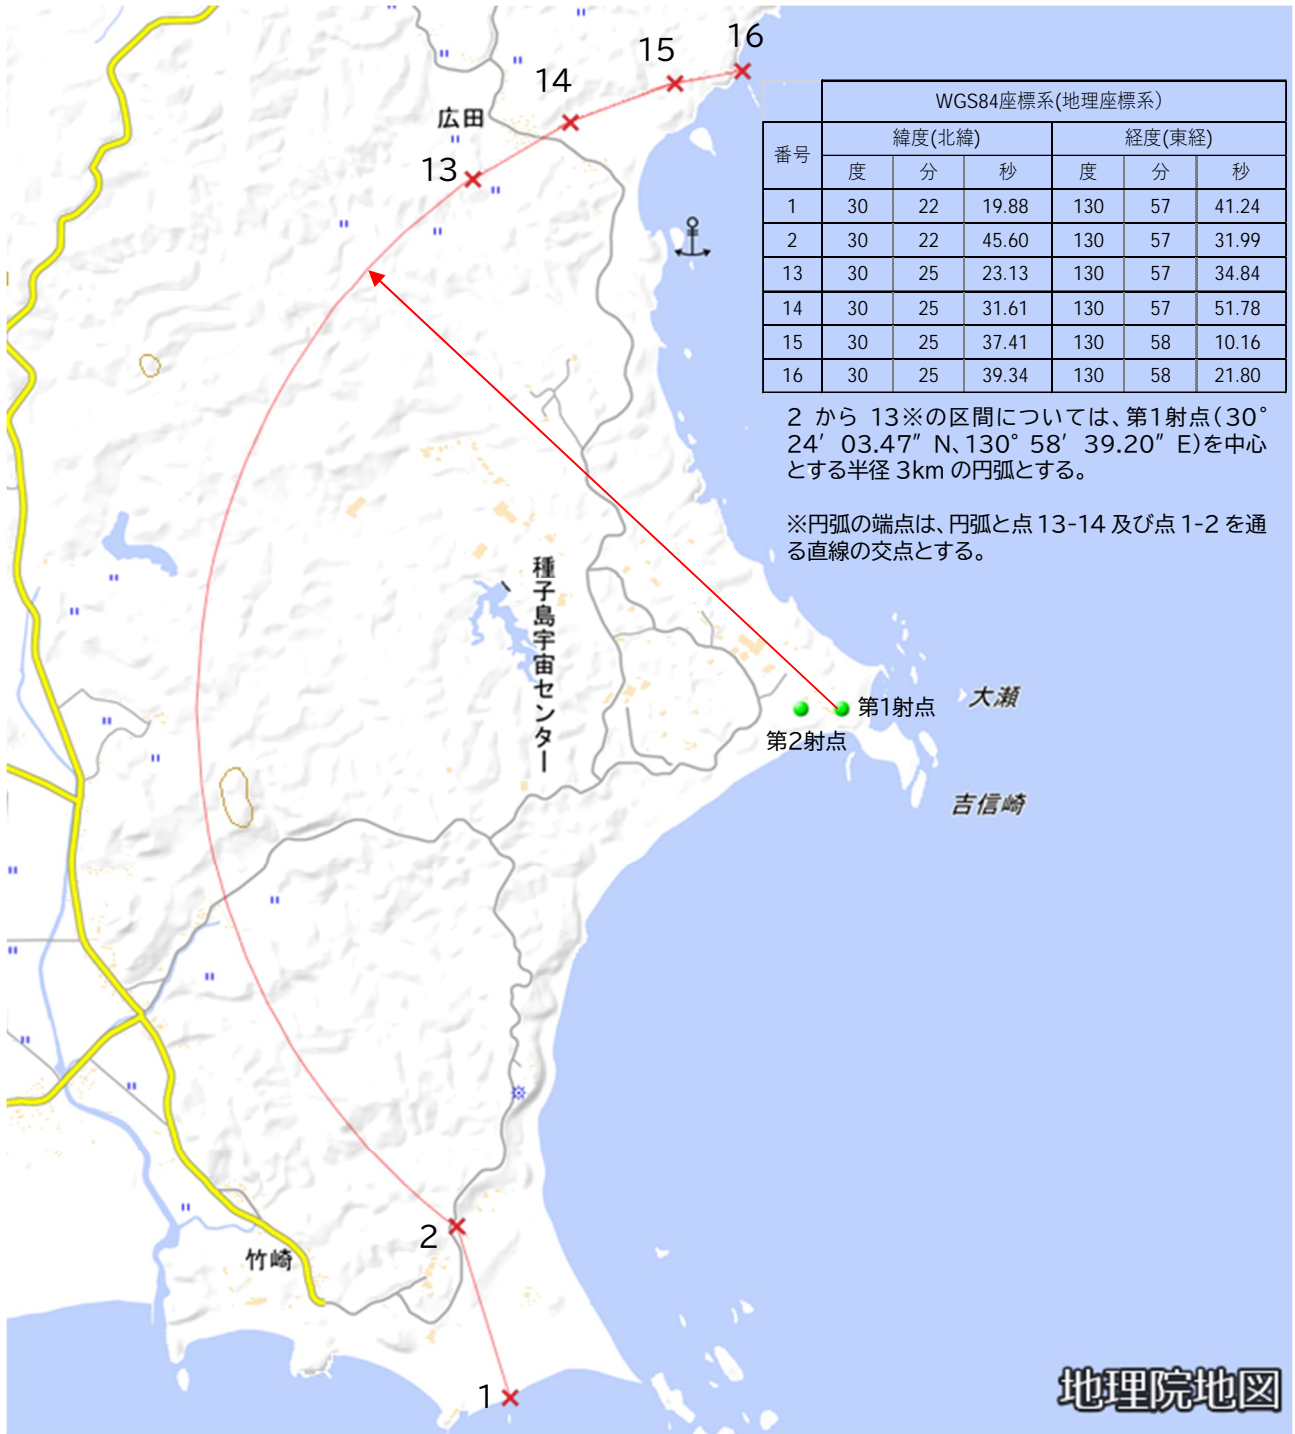 16
15
14
広田
13
WGS84座標系(地理座標系）
番号 緯度(北緯) 経度(東経)
度 分 秒 度 分 秒
1 30 22 19.88 130 57 41.24
2 30 22 45.60 130 57 31.99
13 30 25 23.13 130 57 34.84
14 30 25 31.61 130 57 51.78
15 30 25 37.41 130 58 10.16
16 30 25 39.34 130 58 21.80
2 から 13※の区間については、第1射点(30°
24′ 03.47″ N、130° 58′ 39.20″ E)を中心
とする半径 3km の円弧とする。
※円弧の端点は、円弧と点 13-14 及び点 1-2 を通
る直線の交点とする。
種子島宇宙センター
大瀬
第1射点
第2射点
吉信崎
2
竹崎
1
地理院地図